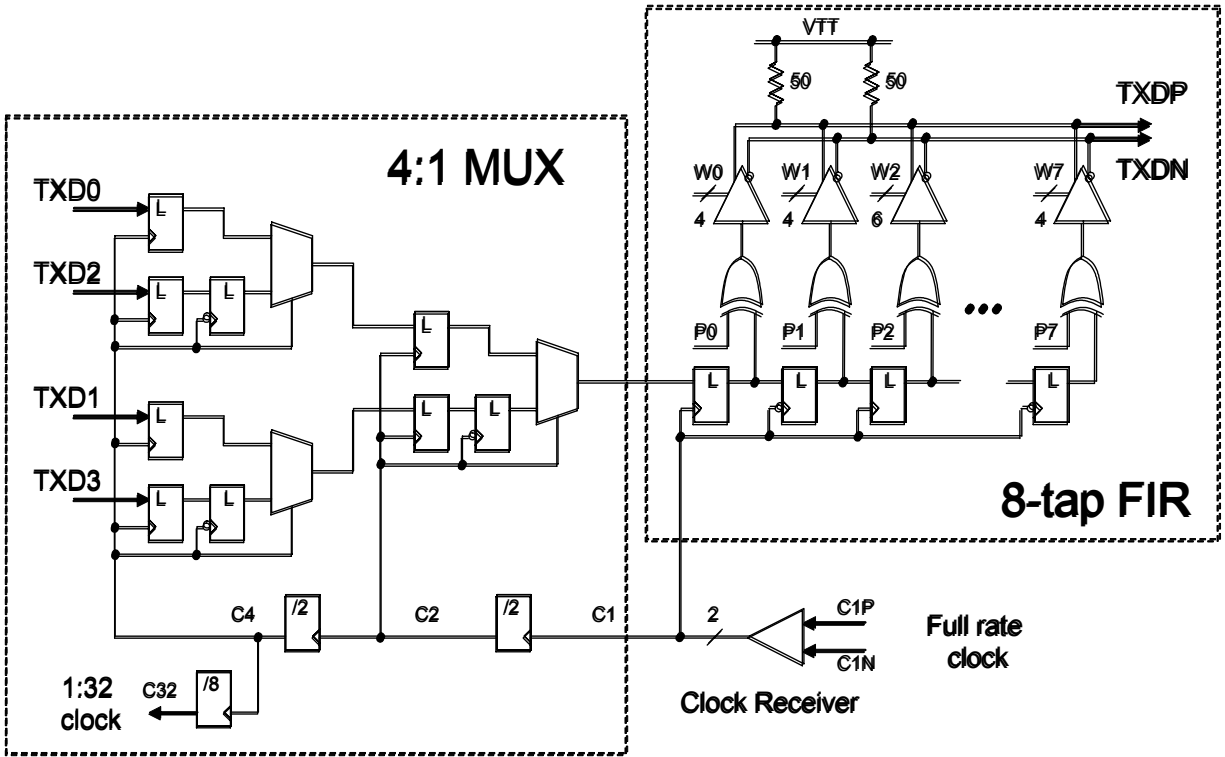 VTT
50 50
TXDP
TXDN
W0 W1 W2 W7
4 4 6 4
P0 P1 P2 P7
L L L L
8-tap FIR
4:1 MUX
TXD0
L
TXD2
L L
L
TXD1
L
L L
TXD3
L L
C4 /2 C2 /2 C1 2
C1P
C1N
Full rate
clock
Clock Receiver
1:32
clock
C32 /8